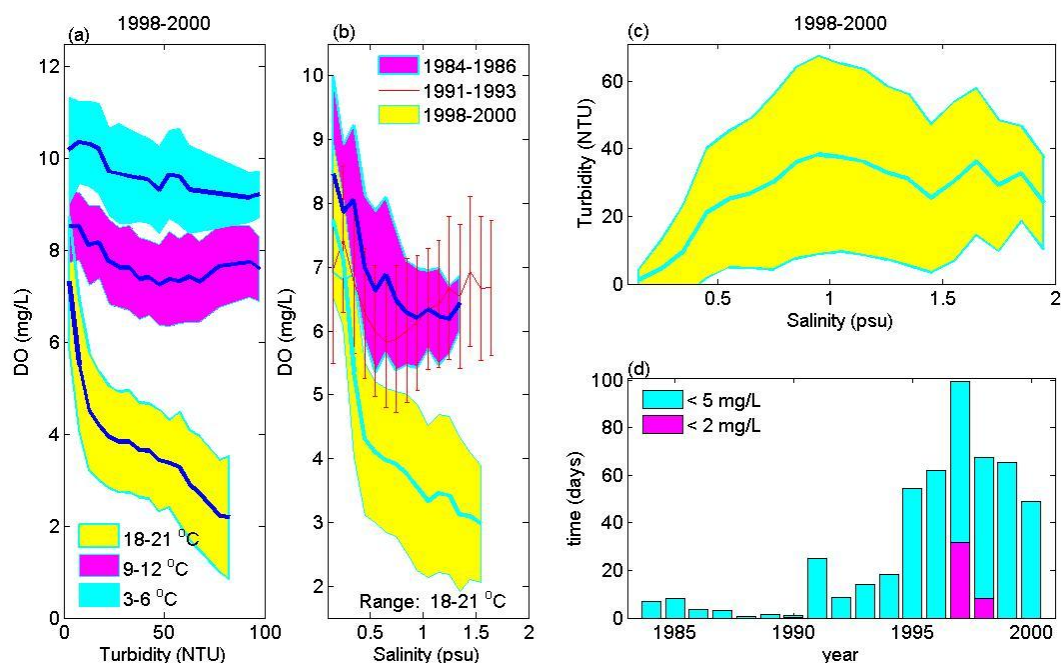 1998-2000
(a)
12
10
8
6
4
2
0
DO (mg/L)
18-21 °C
9-12 °C
3-6 °C
0 50 100
Turbidity (NTU)
(b)
10
9
8
7
6
5
4
3
2
DO (mg/L)
1984-1986
1991-1993
1998-2000
Range: 18-21 °C
0.5 1 1.5 2
Salinity (psu)
1998-2000
(c)
60
40
20
0
Turbidity (NTU)
0.5 1 1.5 2
Salinity (psu)
(d)
100
80
60
40
20
0
time (days)
< 5 mg/L
< 2 mg/L
1985 1990 1995 2000
year